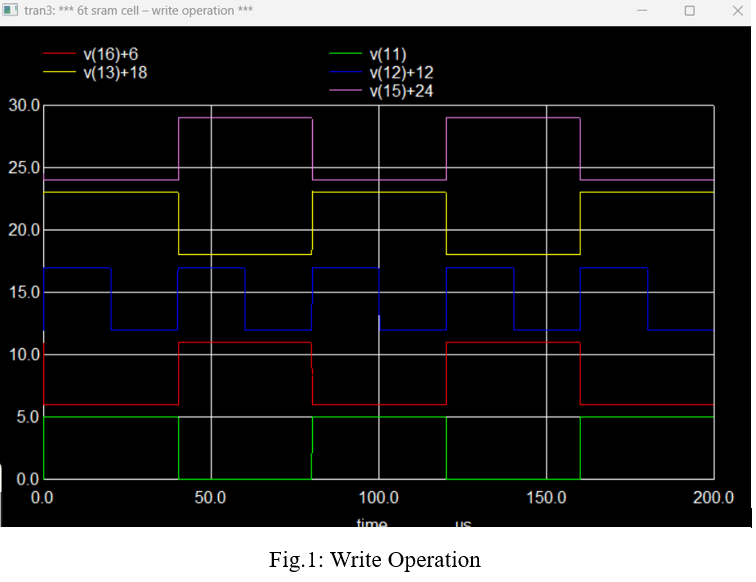 tran3: *** 6t sram cell – write operation ***
v(16)+6 v(11)
v(13)+18 v(12)+12
v(15)+24
30.0
25.0
20.0
15.0
10.0
5.0
0.0
0.0 50.0 100.0 150.0 200.0
time us
Fig.1: Write Operation